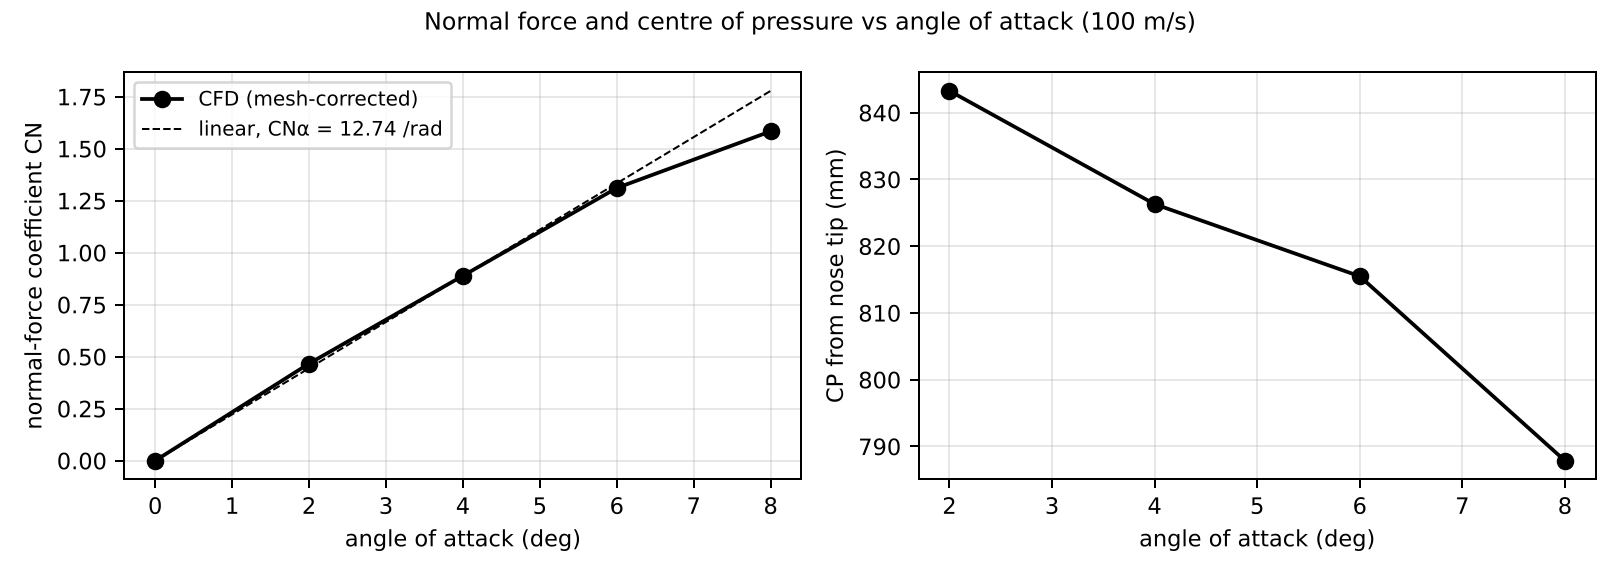 Normal force and centre of pressure vs angle of attack (100 m/s)
normal-force coefficient CN
1.75
1.50
1.25
1.00
0.75
0.50
0.25
0.00
CFD (mesh-corrected)
linear, CNα = 12.74 /rad
0 1 2 3 4 5 6 7 8
angle of attack (deg)
CP from nose tip (mm)
840
830
820
810
800
790
2 3 4 5 6 7 8
angle of attack (deg)